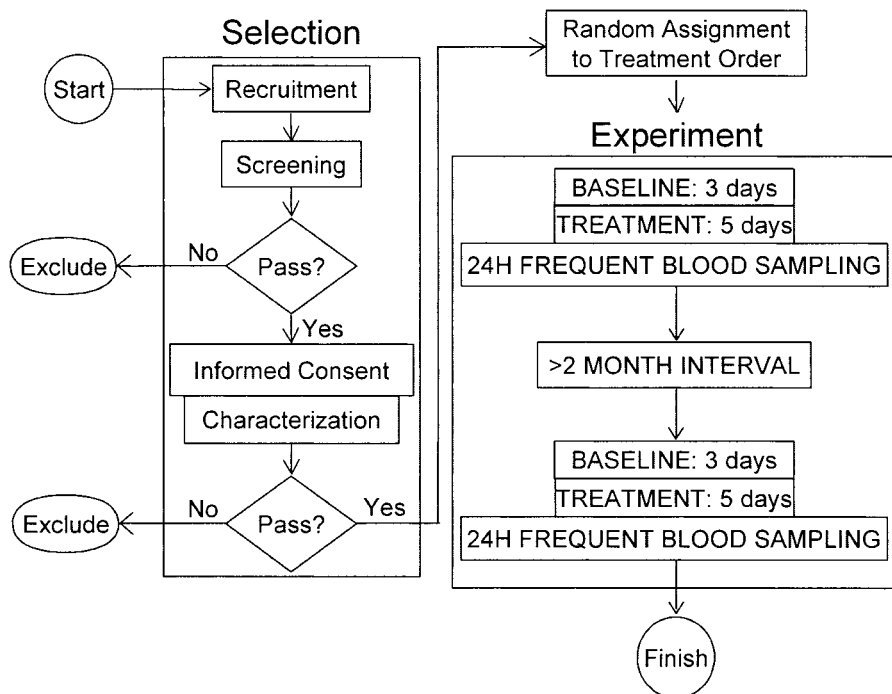 Selection
Start
Recruitment
Screening
Pass?
No
Exclude
Yes
Informed Consent
Characterization
Pass?
No
Exclude
Yes
Random Assignment
to Treatment Order
Experiment
BASELINE: 3 days
TREATMENT: 5 days
24H FREQUENT BLOOD SAMPLING
>2 MONTH INTERVAL
BASELINE: 3 days
TREATMENT: 5 days
24H FREQUENT BLOOD SAMPLING
Finish